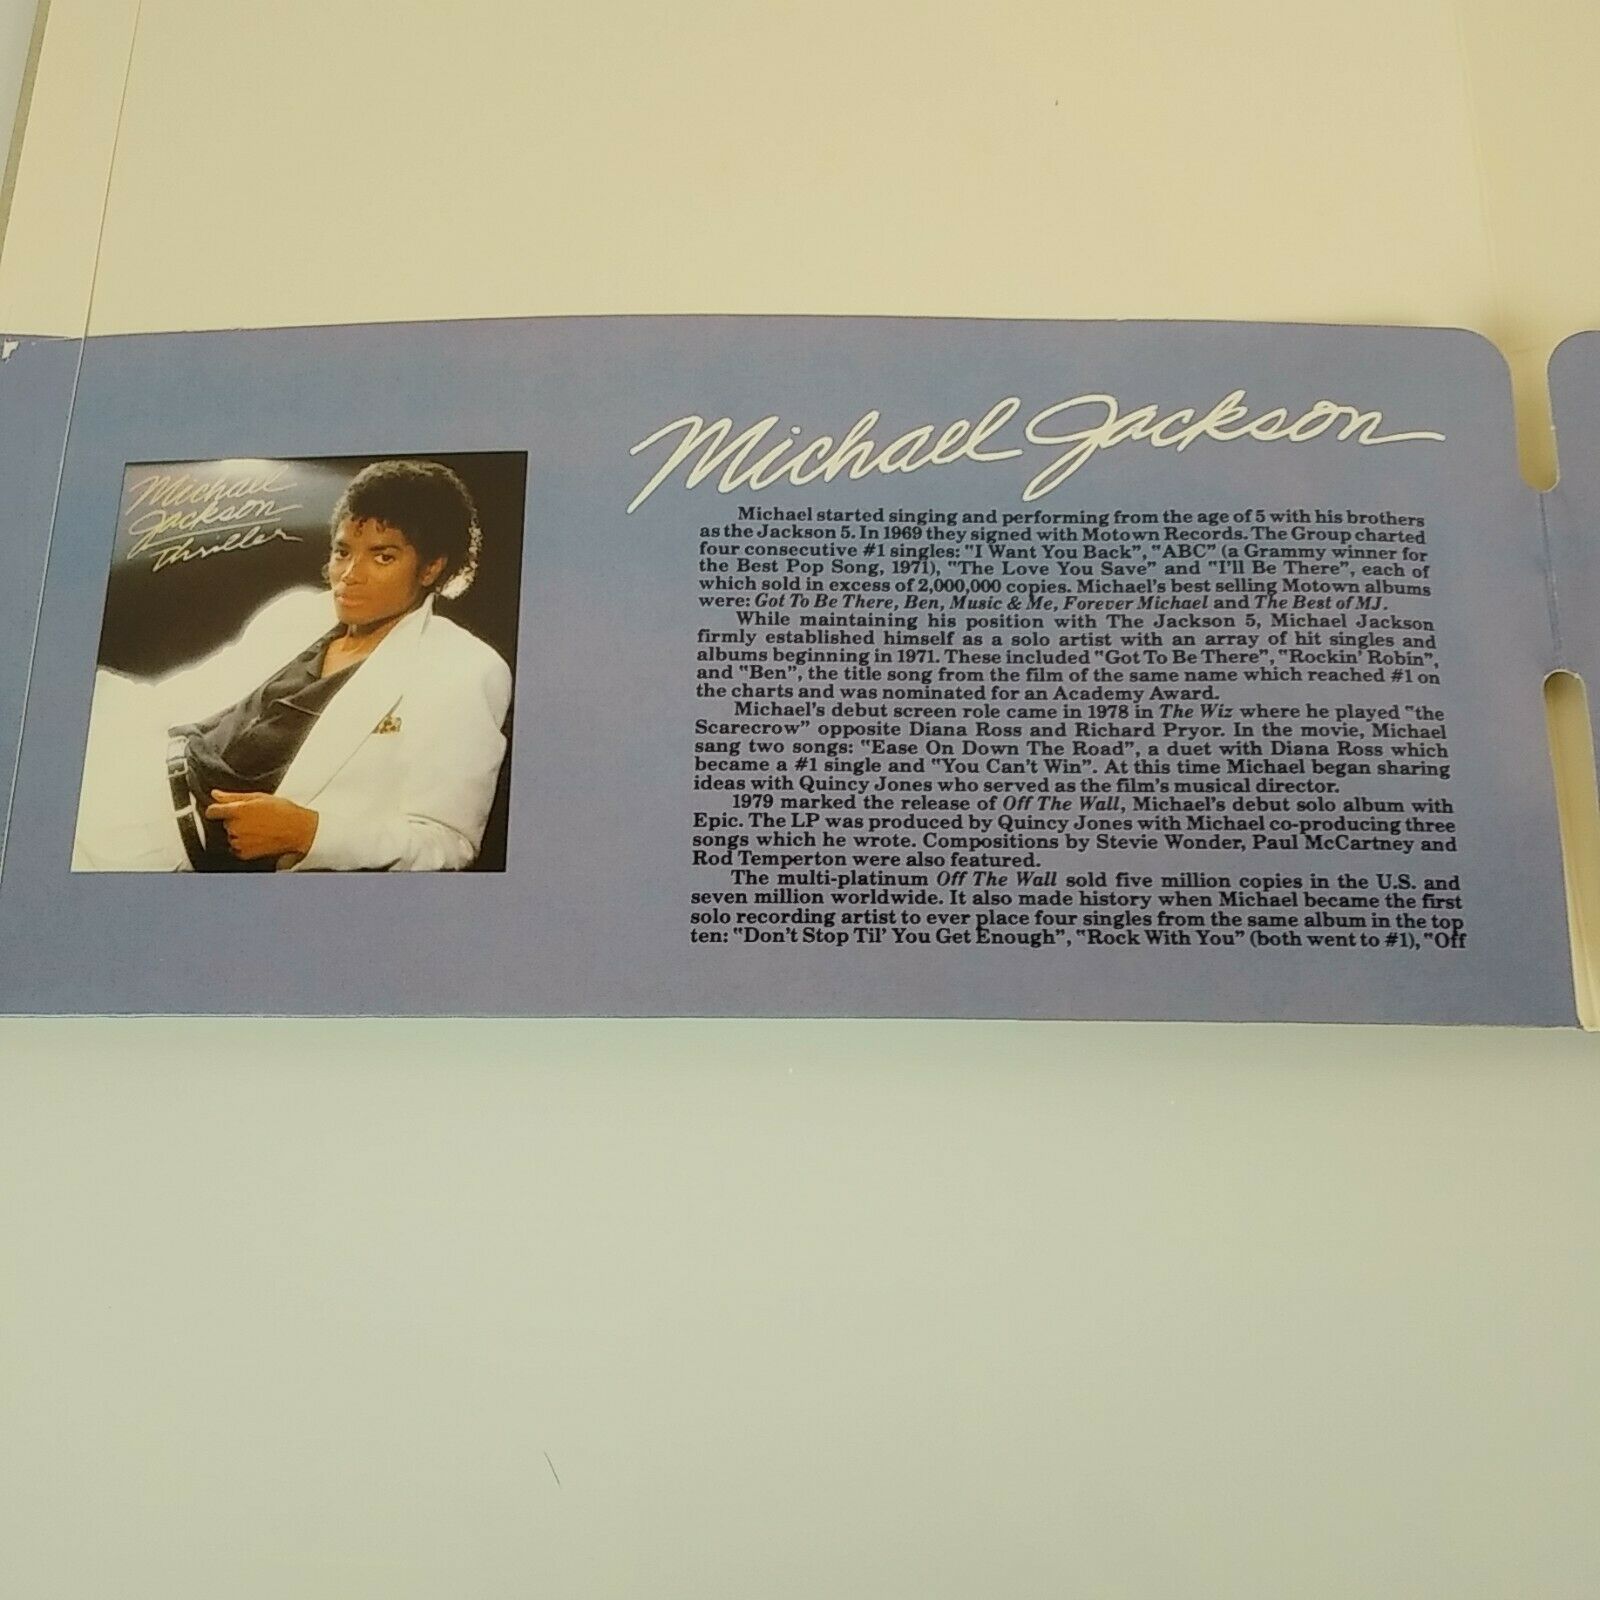 Michael
Jackson
Thriller
Michael Jackson
Michael started singing and performing from the age of 5 with his brothers
as the Jackson 5. In 1969 they signed with Motown Records. The Group charted
four consecutive #1 singles: "I Want You Back", "ABC" (a Grammy winner for
the Best Pop Song, 1971), "The Love You Save" and "I'll Be There", each of
which sold in excess of 2,000,000 copies. Michael's best selling Motown albums
were: Got To Be There, Ben, Music & Me, Forever Michael and The Best of MJ.
While maintaining his position with The Jackson 5, Michael Jackson
firmly established himself as a solo artist with an array of hit singles and
albums beginning in 1971. These included "Got To Be There", "Rockin' Robin",
and "Ben", the title song from the film of the same name which reached #1 on
the charts and was nominated for an Academy Award.
Michael's debut screen role came in 1978 in The Wiz where he played "the
Scarecrow" opposite Diana Ross and Richard Pryor. In the movie, Michael
sang two songs: "Ease On Down The Road", a duet with Diana Ross which
became a #1 single and "You Can't Win". At this time Michael began sharing
ideas with Quincy Jones who served as the film's musical director.
1979 marked the release of Off The Wall, Michael's debut solo album with
Epic. The LP was produced by Quincy Jones with Michael co-producing three
songs which he wrote. Compositions by Stevie Wonder, Paul McCartney and
Rod Temperton were also featured.
The multi-platinum Off The Wall sold five million copies in the U.S. and
seven million worldwide. It also made history when Michael became the first
solo recording artist to ever place four singles from the same album in the top
ten: "Don't Stop Til' You Get Enough", "Rock With You" (both went to #1), "Off